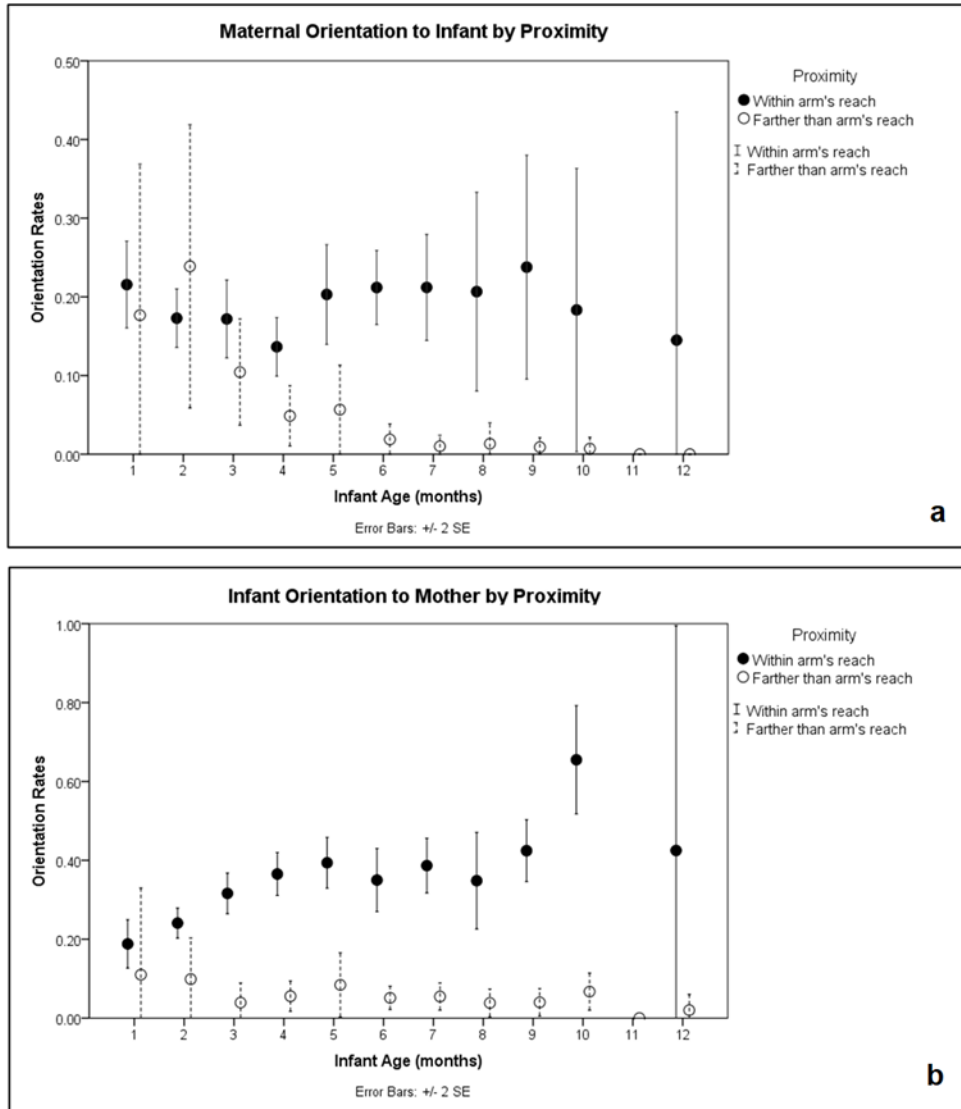 Maternal Orientation to Infant by Proximity
0.50
0.40
0.30
0.20
0.10
0.00
Orientation Rates
1 2 3 4 5 6 7 8 9 10 11 12
Infant Age (months)
Error Bars: +/- 2 SE
Proximity
Within arm's reach
Farther than arm's reach
Within arm's reach
Farther than arm's reach
a
Infant Orientation to Mother by Proximity
1.00
0.80
0.60
0.40
0.20
0.00
Orientation Rates
1 2 3 4 5 6 7 8 9 10 11 12
Infant Age (months)
Error Bars: +/- 2 SE
Proximity
Within arm's reach
Farther than arm's reach
Within arm's reach
Farther than arm's reach
b